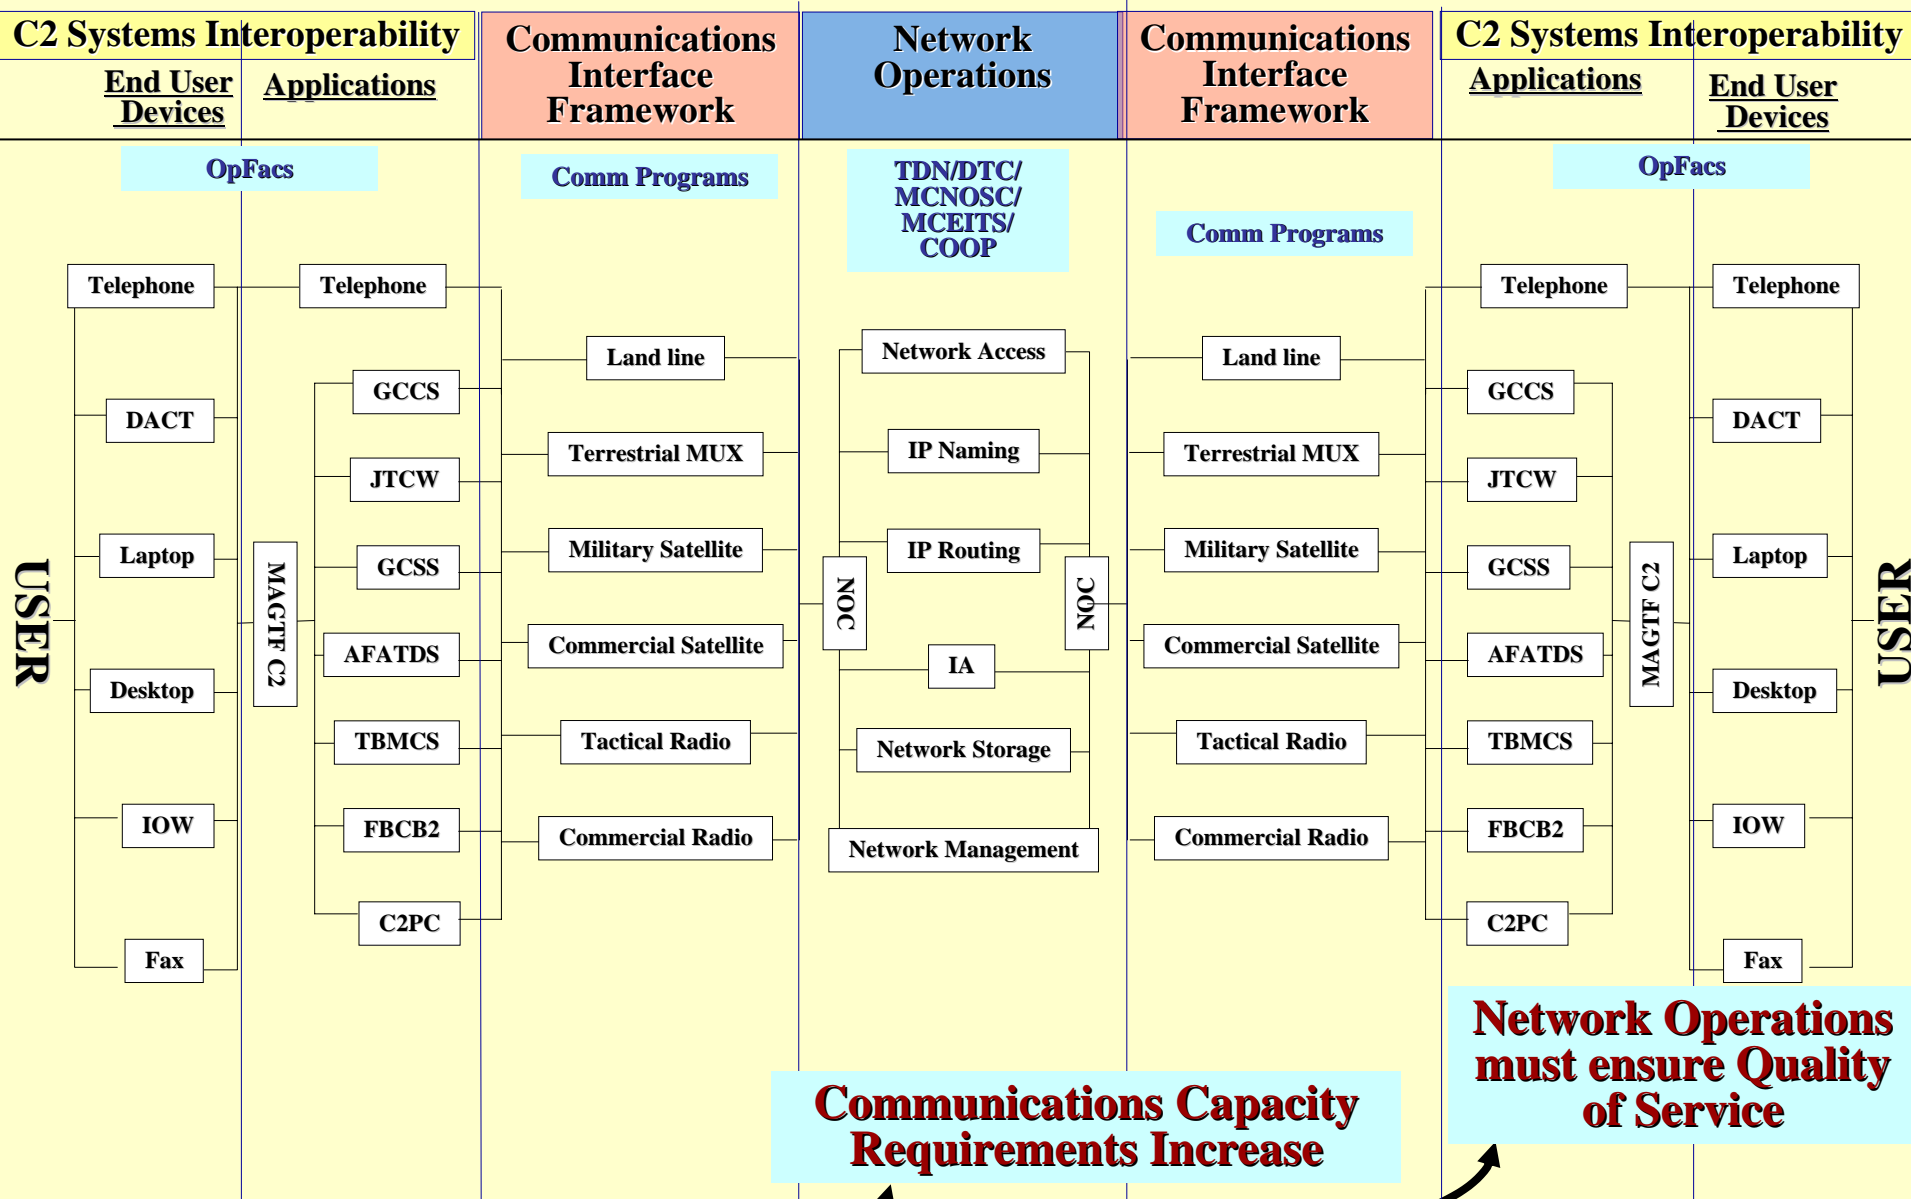 C2 Systems Interoperability
End User
Devices
Applications
Communications
Interface
Framework
Network
Operations
Communications
Interface
Framework
C2 Systems Interoperability
Applications
End User
Devices
OpFacs
Comm Programs
TDN/DTC/
MCNOSC/
MCEITS/
COOP
Comm Programs
OpFacs
USER
Telephone
DACT
Laptop
Desktop
IOW
Fax
MAGTF C2
Telephone
GCCS
JTCW
GCSS
AFATDS
TBMCS
FBCB2
C2PC
Land line
Terrestrial MUX
Military Satellite
Commercial Satellite
Tactical Radio
Commercial Radio
NOC
Network Access
IP Naming
IP Routing
IA
Network Storage
Network Management
NOC
Land line
Terrestrial MUX
Military Satellite
Commercial Satellite
Tactical Radio
Commercial Radio
Telephone
GCCS
JTCW
GCSS
AFATDS
TBMCS
FBCB2
C2PC
MAGTF C2
Telephone
DACT
Laptop
Desktop
IOW
Fax
USER
Communications Capacity
Requirements Increase
Network Operations
must ensure Quality
of Service